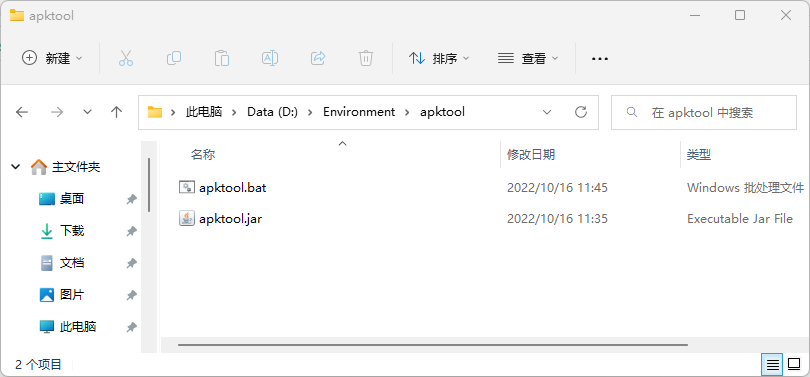 apktool
新建 排序 查看
此电脑 Data (D:) Environment apktool 在 apktool 中搜索
名称 修改日期 类型
主文件夹
桌面
下载
文档
图片
此电脑
apktool.bat 2022/10/16 11:45 Windows 批处理文件
apktool.jar 2022/10/16 11:35 Executable Jar File
2 个项目